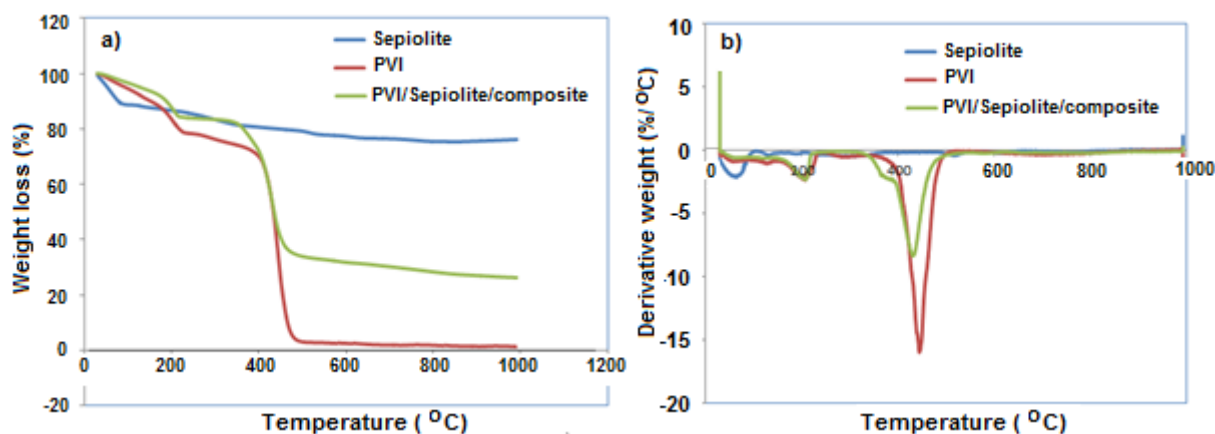 a)
Sepiolite
PVI
PVI/Sepiolite/composite
120
100
80
60
40
20
0
-20
0 200 400 600 800 1000 1200
Weight loss (%)
Temperature ( OC)
b)
Sepiolite
PVI
PVI/Sepiolite/composite
10
5
0
-5
-10
-15
-20
0 200 400 600 800 1000
Derivative weight (%/OC)
Temperature ( OC)